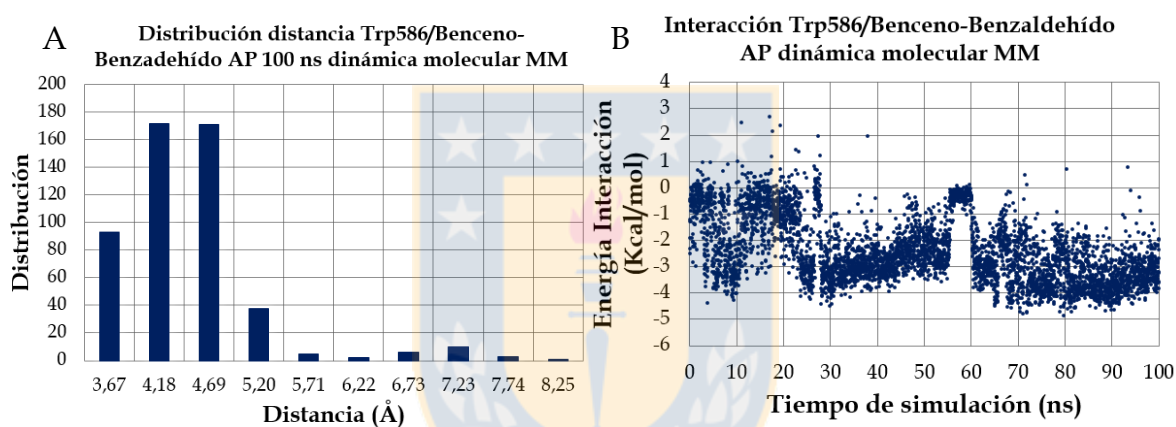 A
Distribución distancia Trp586/Benceno-
Benzadehído AP 100 ns dinámica molecular MM
Distribución
200
180
160
140
120
100
80
60
40
20
0
3,67 4,18 4,69 5,20 5,71 6,22 6,73 7,23 7,74 8,25
Distancia (Å)
B
Interacción Trp586/Benceno-Benzaldehído
AP dinámica molecular MM
Energía Interacción
(Kcal/mol)
4
3
2
1
0
-1
-2
-3
-4
-5
-6
0 10 20 30 40 50 60 70 80 90 100
Tiempo de simulación (ns)